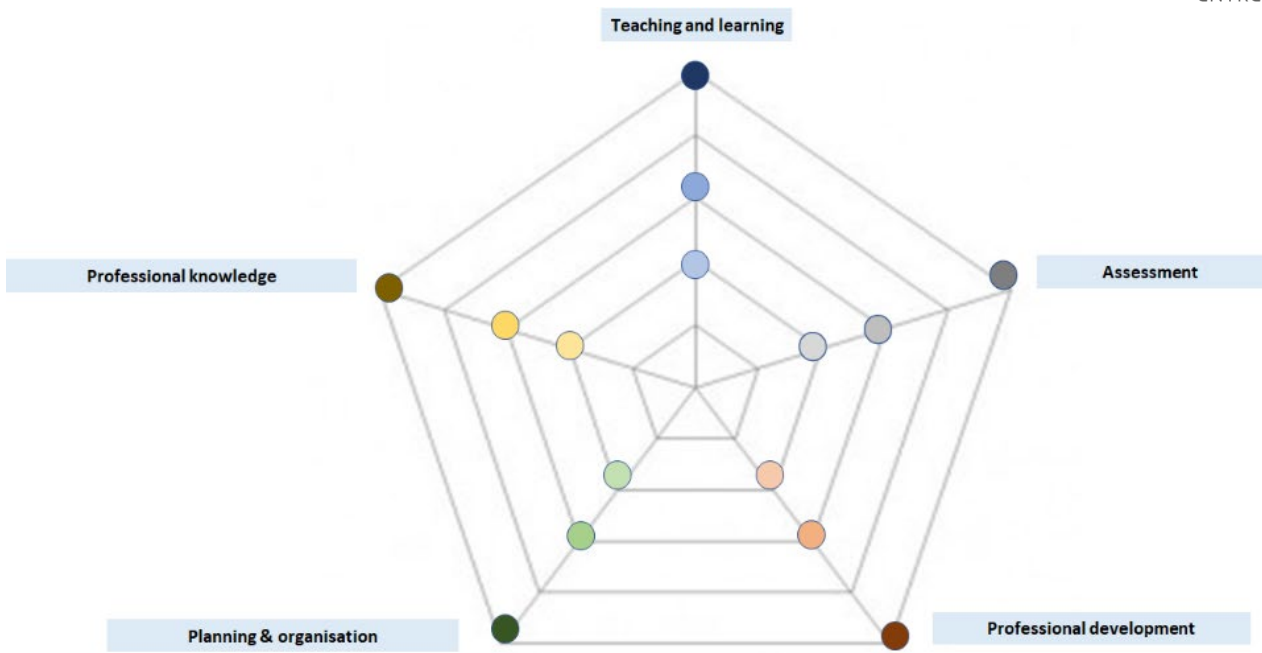 Teaching and learning
Professional knowledge
Assessment
Planning & organisation
Professional development